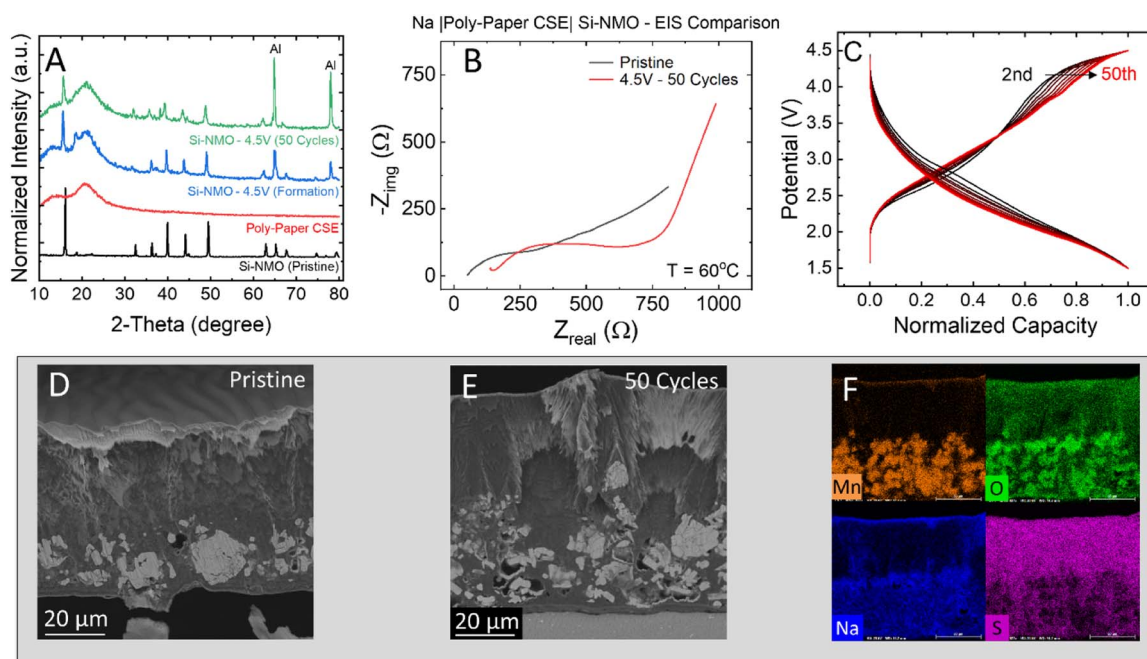 Na |Poly-Paper CSE| Si-NMO - EIS Comparison
A
Al
Al
Si-NMO - 4.5V (50 Cycles)
Si-NMO - 4.5V (Formation)
Poly-Paper CSE
Si-NMO (Pristine)
Normalized Intensity (a.u.)
10 20 30 40 50 60 70 80
2-Theta (degree)
B
Pristine
4.5V - 50 Cycles
750
500
250
0
-Zimg (Ω)
T = 60°C
0 250 500 750 1000
Zreal (Ω)
C
2nd
50th
4.5
4.0
3.5
3.0
2.5
2.0
1.5
Potential (V)
0.0 0.2 0.4 0.6 0.8 1.0
Normalized Capacity
D
Pristine
20 µm
E
50 Cycles
20 µm
F
Mn
O
Na
S